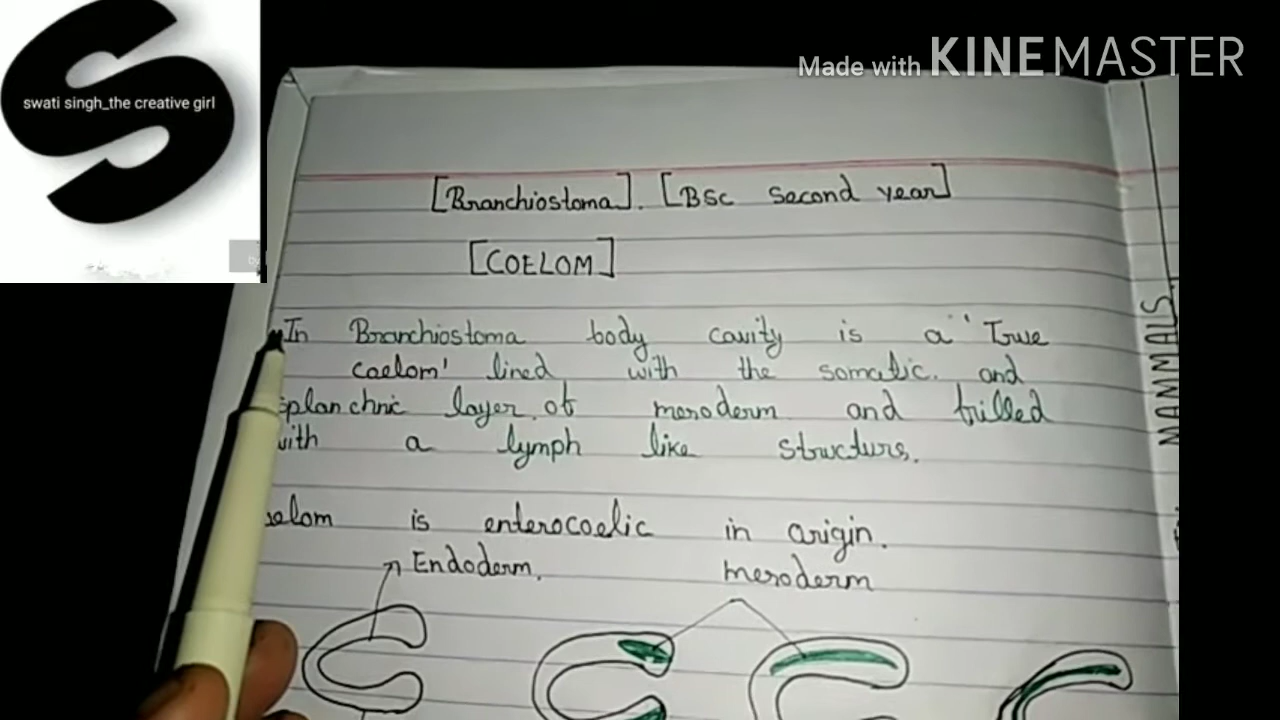 swati singh_the creative girl
Made with KINEMASTER
[Branchiostoma]. [BSc second year]
[COELOM]
In Branchiostoma body cavity is a 'True
caelom' lined with the somatic. and
splanchnic layer of mesoderm and filled
with a lymph like structure.
oelom is enterocoelic in origin.
Endoderm. mesoderm
MAMMALS